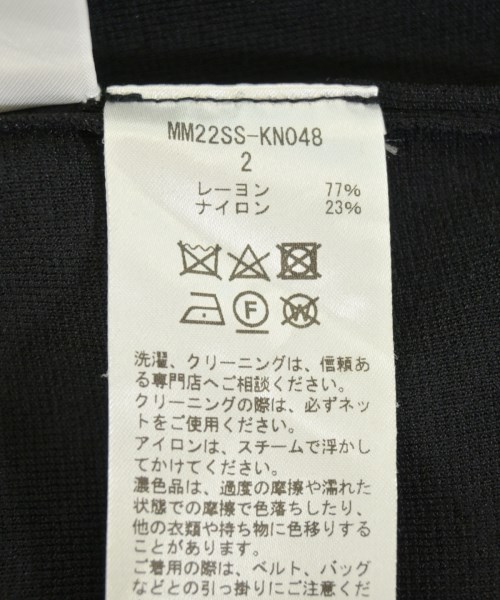 MM22SS-KN048
2
レーヨン 77%
ナイロン 23%
F
W
洗濯、クリーニングは、信頼あ
る専門店へご相談ください。
クリーニングの際は、必ずネッ
トをご使用ください。
アイロンは、スチームで浮かし
てかけてください。
濃色品は、過度の摩擦や濡れた
状態での摩擦で色落ちしたり、
他の衣類や持ち物に色移りする
ことがあります。
ご着用の際は、ベルト、バッグ
などとの引っ掛りにご注意くだ